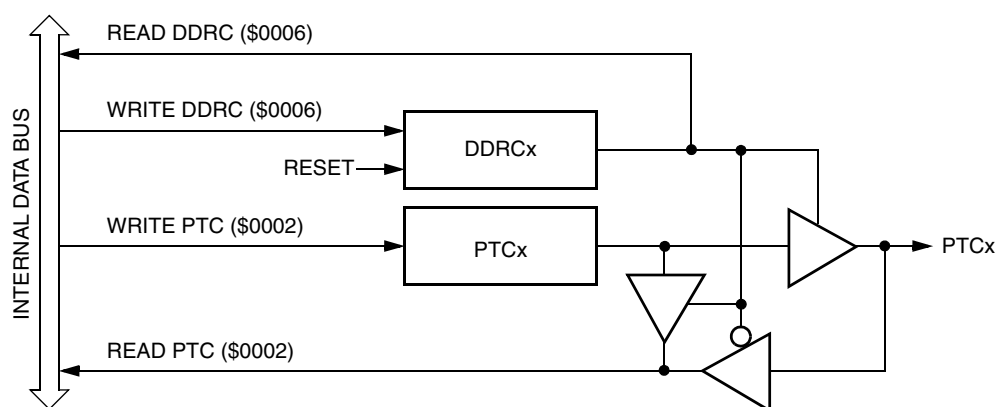 READ DDRC ($0006)
WRITE DDRC ($0006)
DDRCx
RESET
WRITE PTC ($0002)
PTCx
PTCx
READ PTC ($0002)
INTERNAL DATA BUS